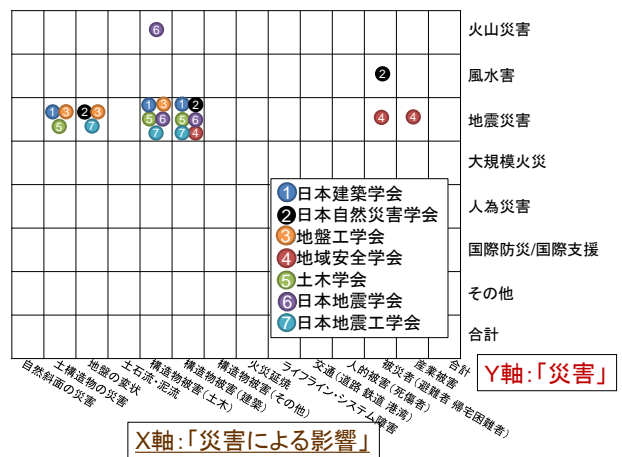 6
火山災害
2
風水害
1 3 2 3 1 3 1 2
5 7 5 6 5 6 4 4
7 7 4
地震災害
大規模火災
人為災害
国際防災/国際支援
その他
合計
1日本建築学会
2日本自然災害学会
3地盤工学会
4地域安全学会
5土木学会
6日本地震学会
7日本地震工学会
自然斜面の災害
土構造物の災害
地盤の変状
土石流・泥流
構造物被害(土木)
構造物被害(建築)
構造物被害(その他)
火災延焼
ライフライン・システム障害
交通(道路 鉄道 港湾)
人的被害(死傷者)
被災者(避難者 帰宅困難者)
産業被害
合計
Y軸:「災害」
X軸:「災害による影響」